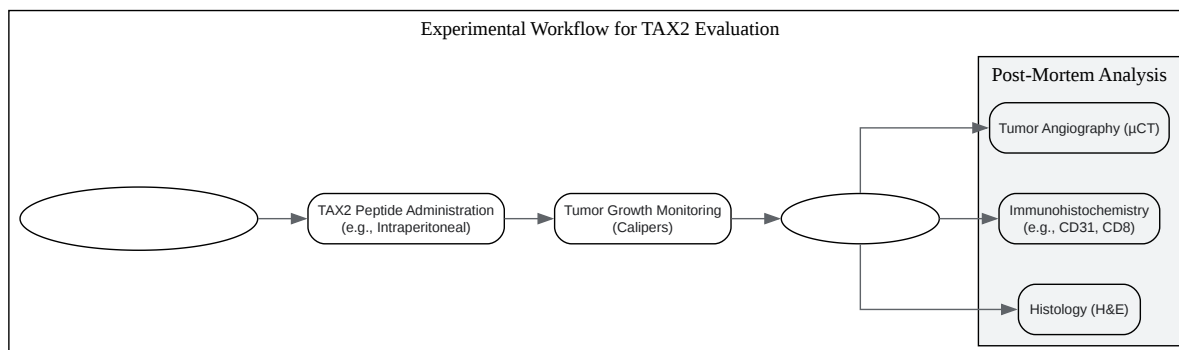 Experimental Workflow for TAX2 Evaluation
Post-Mortem Analysis
Tumor Angiography (µCT)
TAX2 Peptide Administration
(e.g., Intraperitoneal)
Tumor Growth Monitoring
(Calipers)
Immunohistochemistry
(e.g., CD31, CD8)
Histology (H&E)